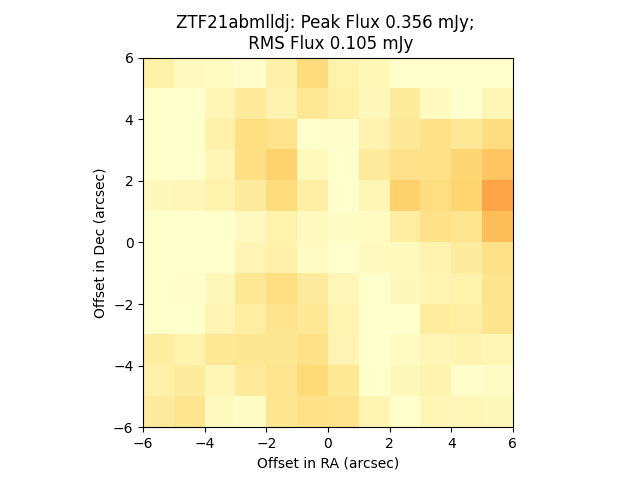 ZTF21abmlldj: Peak Flux 0.356 mJy;
RMS Flux 0.105 mJy
6
4
2
0
−2
−4
−6
Offset in Dec (arcsec)
−6 −4 −2 0 2 4 6
Offset in RA (arcsec)